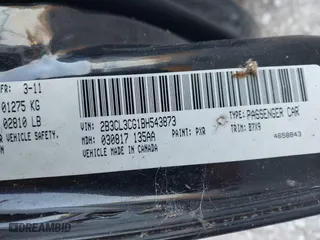 FR: 3-11
01275 KG
02810 LB
R VEHICLE SAFETY,
VIN: 2B3CL3CG1BH543873
TYPE: PASSENGER CAR
MDH: 030817 135AA
PAINT: PXR
TRIM: B7X9
VEHICLE MADE IN CANADA
4658843